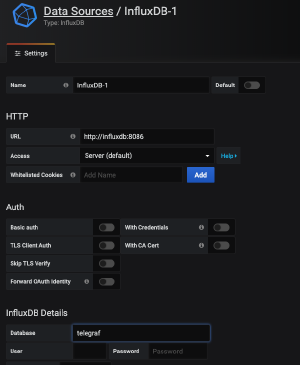 Data Sources / InfluxDB-1
Type: InfluxDB
Settings
Name InfluxDB-1 Default
HTTP
URL http://influxdb:8086
Access Server (default) Help
Whitelisted Cookies Add Name Add
Auth
Basic auth With Credentials
TLS Client Auth With CA Cert
Skip TLS Verify
Forward OAuth Identity
InfluxDB Details
Database telegraf
User Password Password